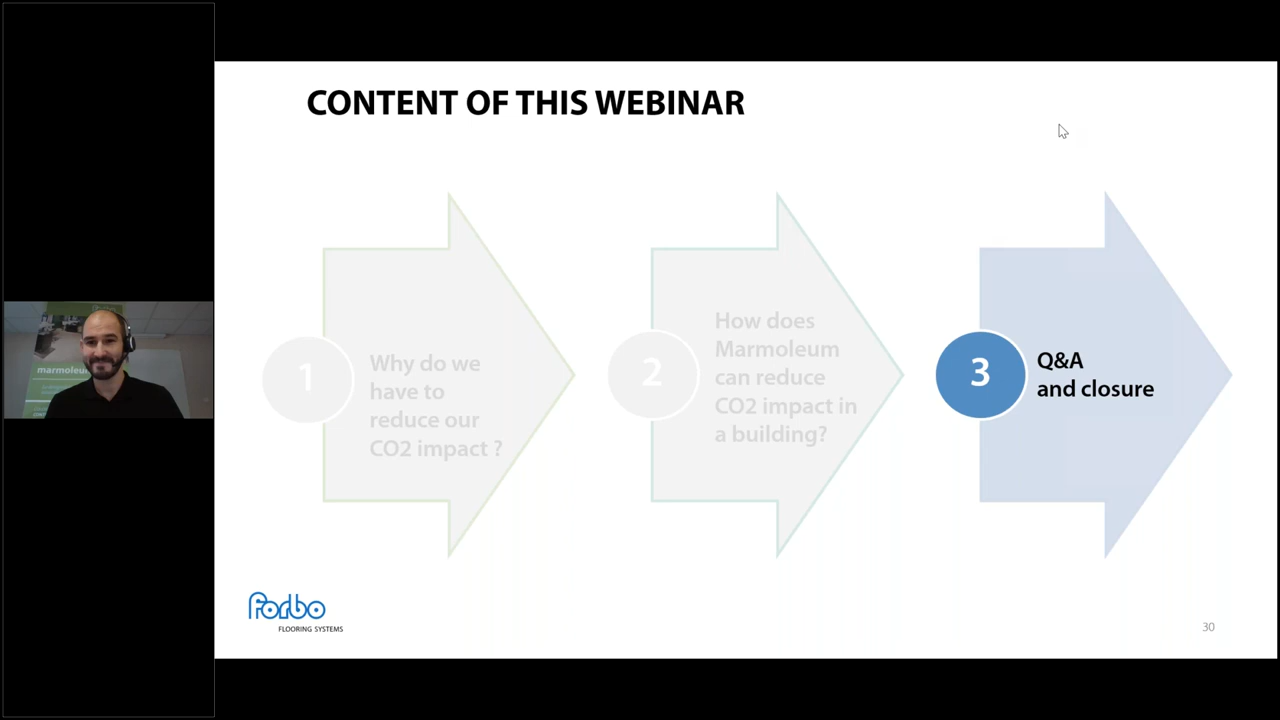 CONTENT OF THIS WEBINAR
1
Why do we
have to
reduce our
CO2 impact ?
2
How does
Marmoleum
can reduce
CO2 impact in
a building?
3
Q&A
and closure
marmoleu
Forbo
FLOORING SYSTEMS
30